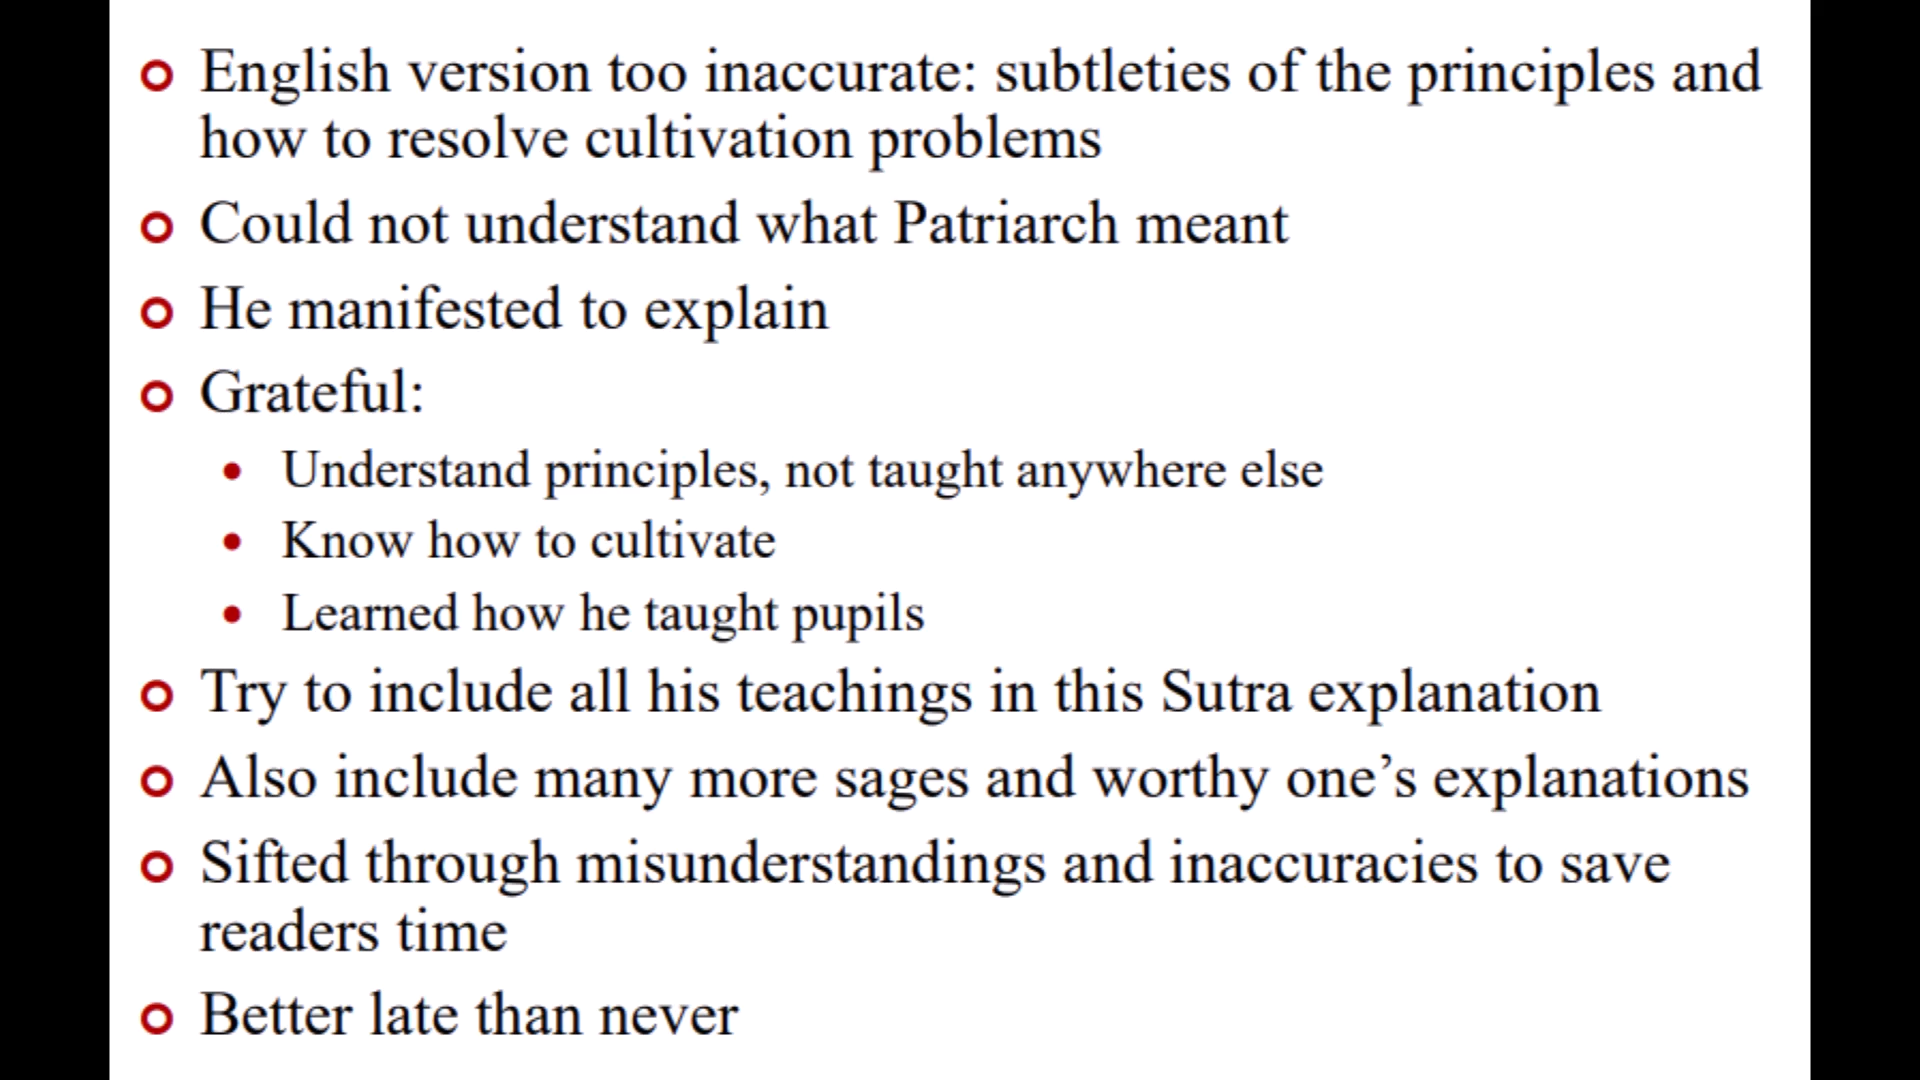 English version too inaccurate: subtleties of the principles and
how to resolve cultivation problems
Could not understand what Patriarch meant
He manifested to explain
Grateful:
Understand principles, not taught anywhere else
Know how to cultivate
Learned how he taught pupils
Try to include all his teachings in this Sutra explanation
Also include many more sages and worthy one’s explanations
Sifted through misunderstandings and inaccuracies to save
readers time
Better late than never